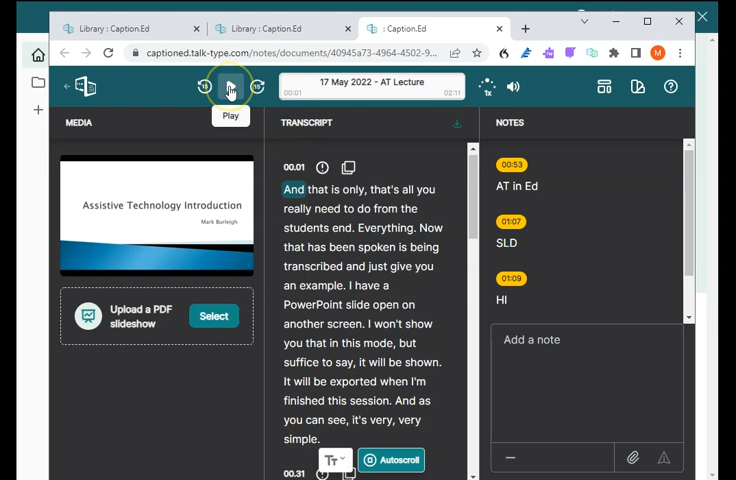 Library : Caption.Ed
Library : Caption.Ed
: Caption.Ed
captioned.talk-type.com/notes/documents/40945a73-4964-4502-9...
M
15
15
17 May 2022 - AT Lecture
00:01
02:11
1x
Play
MEDIA
TRANSCRIPT
NOTES
Assistive Technology Introduction
Mark Burleigh
Upload a PDF
slideshow
Select
00.01
And that is only, that's all you
really need to do from the
students end. Everything. Now
that has been spoken is being
transcribed and just give you
an example. I have a
PowerPoint slide open on
another screen. I won't show
you that in this mode, but
suffice to say, it will be shown.
It will be exported when I'm
finished this session. And as
you can see, it's very, very
simple.
00.31
TT
Autoscroll
00:53
AT in Ed
01:07
SLD
01:09
HI
Add a note